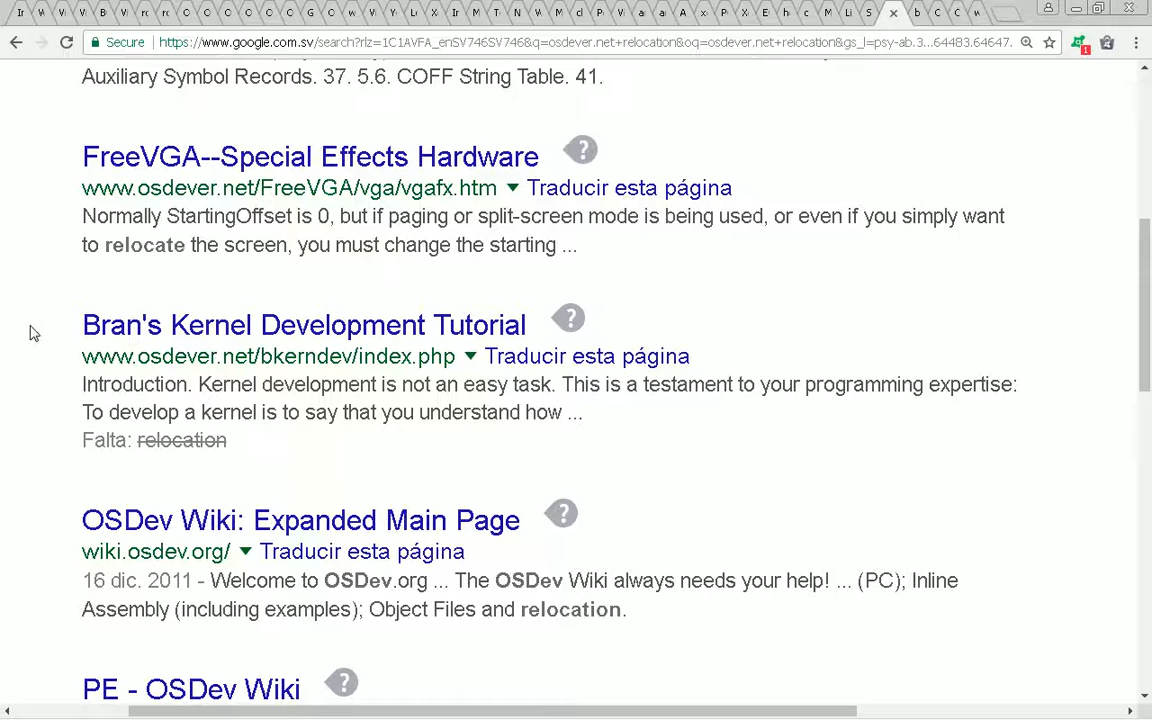 Secure https://www.google.com.sv/search?rlz=1C1AVFA_enSV746SV746&q=osdever.net+relocation&oq=osdever.net+relocation&gs_l=psy-ab.3...64483.64647.
Auxiliary Symbol Records. 37. 5.6. COFF String Table. 41.
FreeVGA--Special Effects Hardware ?
www.osdever.net/FreeVGA/vga/vgafx.htm ▼ Traducir esta página
Normally StartingOffset is 0, but if paging or split-screen mode is being used, or even if you simply want
to relocate the screen, you must change the starting ...
Bran's Kernel Development Tutorial ?
www.osdever.net/bkerndev/index.php ▼ Traducir esta página
Introduction. Kernel development is not an easy task. This is a testament to your programming expertise:
To develop a kernel is to say that you understand how ...
Falta: relocation
OSDev Wiki: Expanded Main Page ?
wiki.osdev.org/ ▼ Traducir esta página
16 dic. 2011 - Welcome to OSDev.org ... The OSDev Wiki always needs your help! ... (PC); Inline
Assembly (including examples); Object Files and relocation.
PE - OSDev Wiki ?